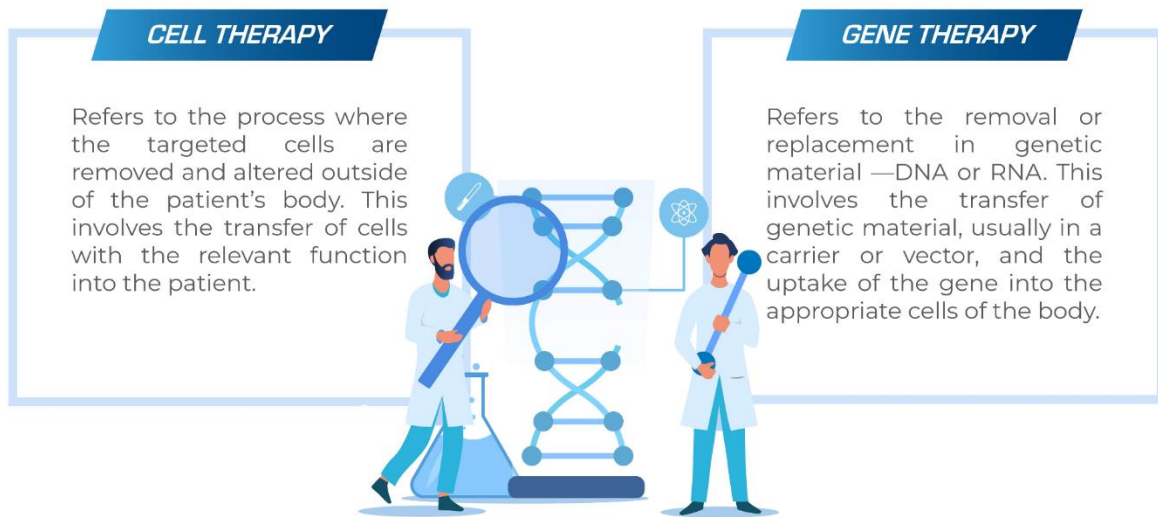 CELL THERAPY
Refers to the process where
the targeted cells are
removed and altered outside
of the patient’s body. This
involves the transfer of cells
with the relevant function
into the patient.
GENE THERAPY
Refers to the removal or
replacement in genetic
material —DNA or RNA. This
involves the transfer of
genetic material, usually in a
carrier or vector, and the
uptake of the gene into the
appropriate cells of the body.